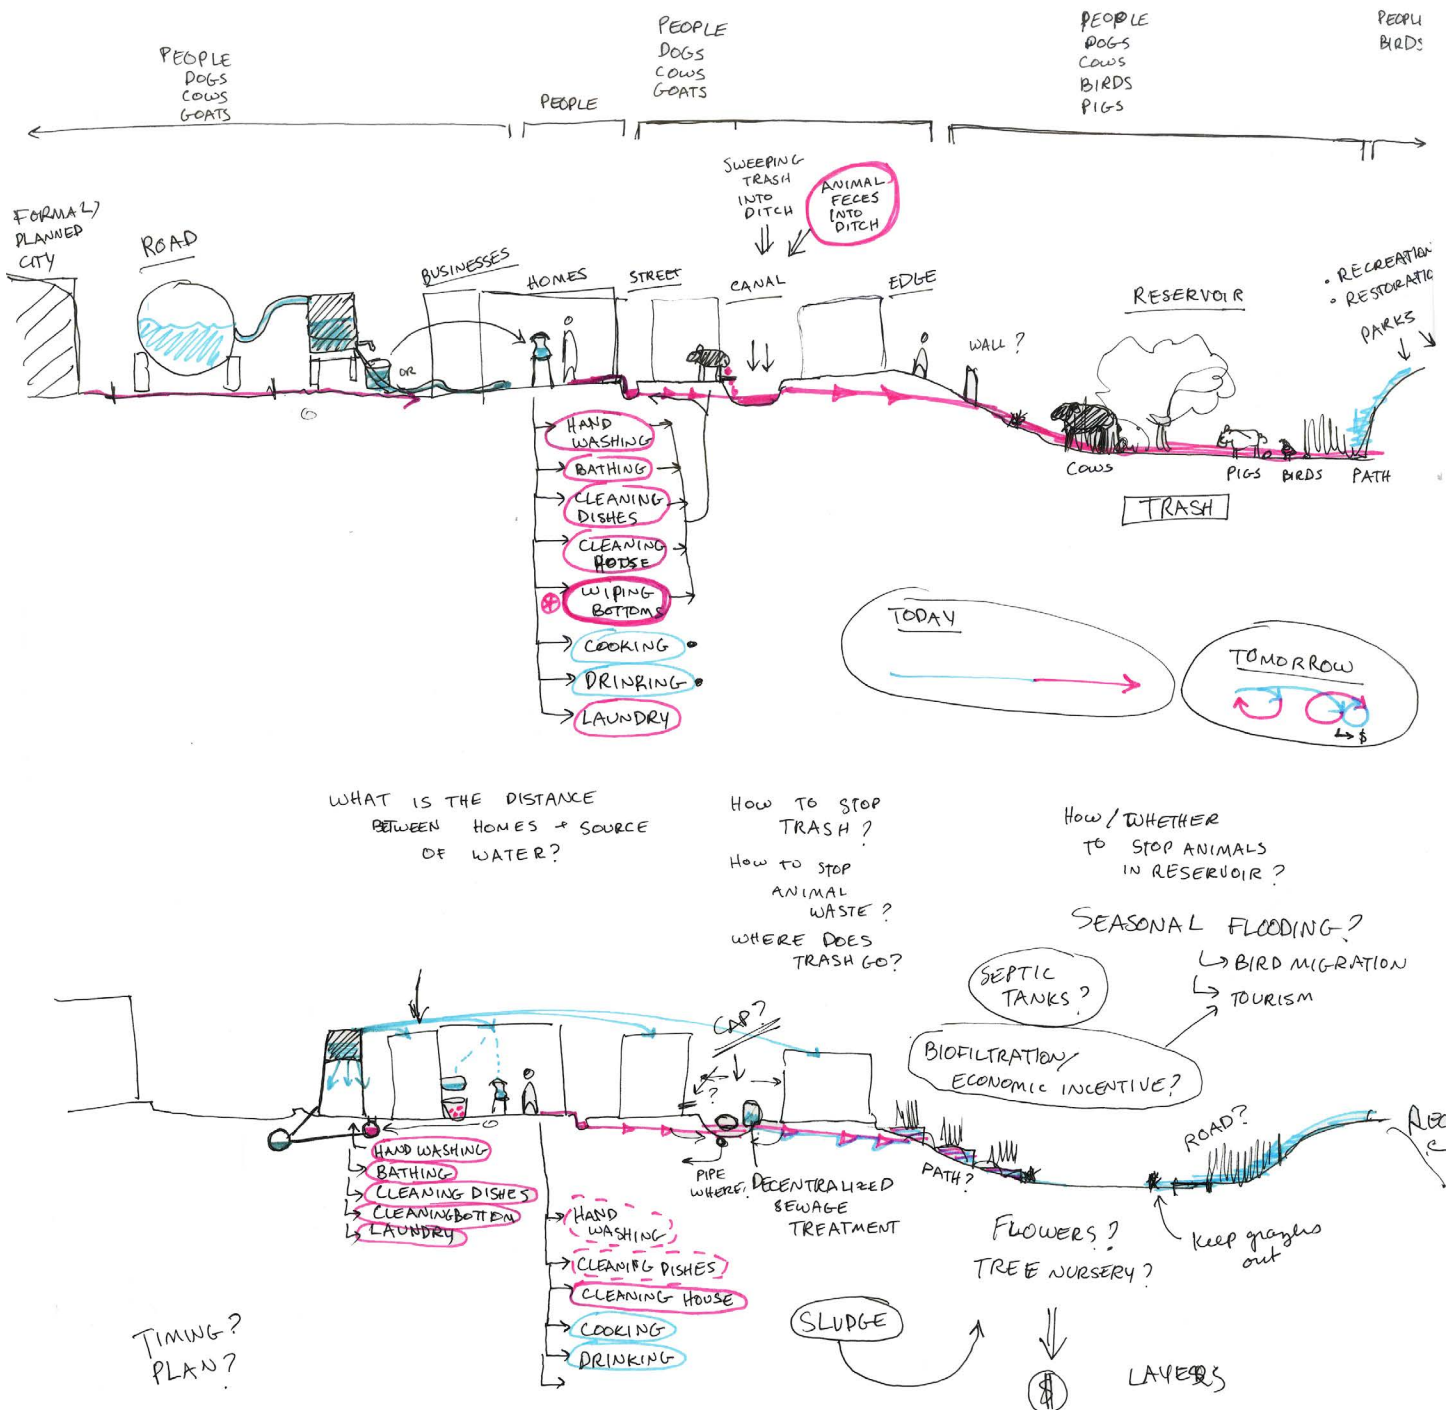 PEOPLE
DOGS
COWS
GOATS
PEOPLE
PEOPLE
DOGS
COWS
GOATS
PEOPLE
DOGS
COWS
BIRDS
PIGS
PEOPL
BIRDS
FORMAL/
PLANNED
CITY
ROAD
BUSINESSES
HOMES
STREET
SWEEPING
TRASH
INTO
DITCH
ANIMAL
FECES
INTO
DITCH
CANAL
EDGE
WALL?
RESERVOIR
• RECREATION
• RESTORATIO
PARKS
OR
COWS
PIGS
BIRDS
PATH
TRASH
HAND
WASHING
BATHING
CLEANING
DISHES
CLEANING
HOUSE
WIPING
BOTTOMS
COOKING
DRINKING
LAUNDRY
TODAY
TOMORROW
$
WHAT IS THE DISTANCE
BETWEEN HOMES + SOURCE
OF WATER?
HOW TO STOP
TRASH?
HOW TO STOP
ANIMAL
WASTE?
WHERE DOES
TRASH GO?
HOW/WHETHER
TO STOP ANIMALS
IN RESERVOIR?
SEASONAL FLOODING?
BIRD MIGRATION
TOURISM
SEPTIC
TANKS?
BIOFILTRATION/
ECONOMIC INCENTIVE?
CAP?
?
PIPE
WHERE?
DECENTRALIZED
SEWAGE
TREATMENT
PATH?
ROAD?
REC
Keep grazers
out
HAND WASHING
BATHING
CLEANING DISHES
CLEANING BOTTOM
LAUNDRY
HAND
WASHING
CLEANING DISHES
CLEANING HOUSE
COOKING
DRINKING
FLOWERS?
TREE NURSERY?
SLUDGE
$
LAYERS
TIMING?
PLAN?